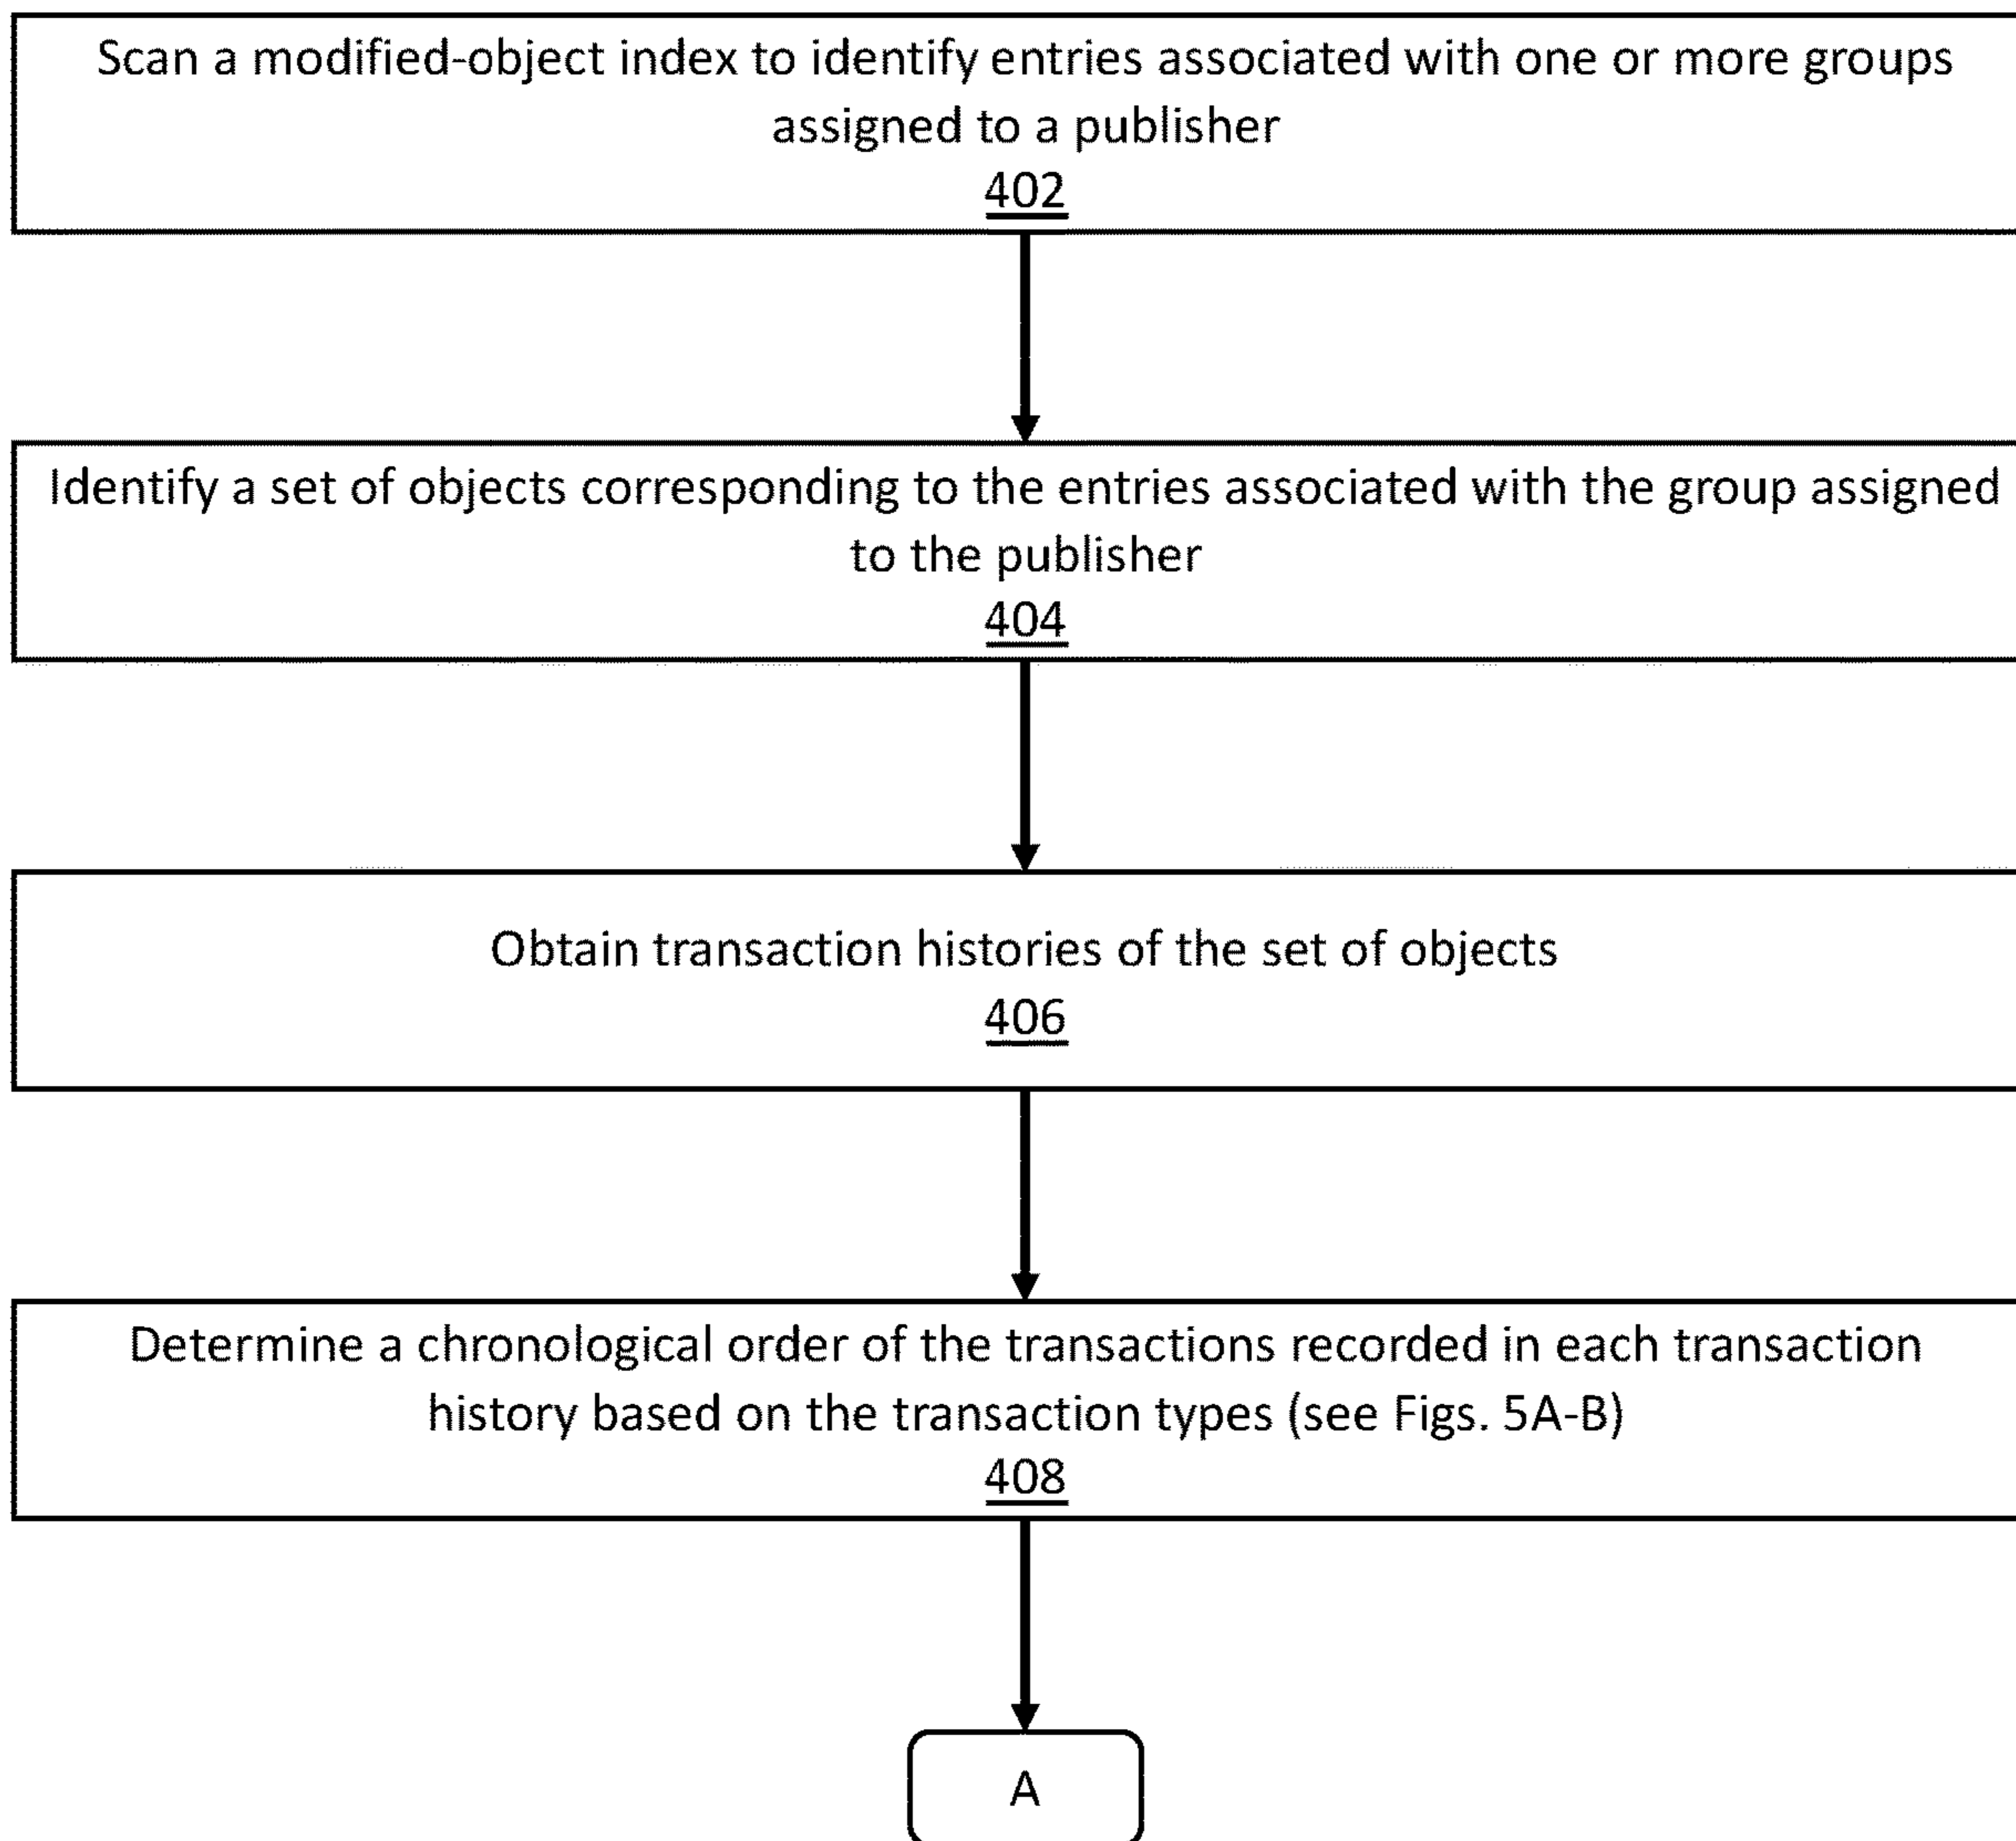 Scan a modified-object index to identify entries associated with one or more groups
assigned to a publisher
402
Identify a set of objects corresponding to the entries associated with the group assigned
to the publisher
404
Obtain transaction histories of the set of objects
406
Determine a chronological order of the transactions recorded in each transaction
history based on the transaction types (see Figs. 5A-B)
408
A